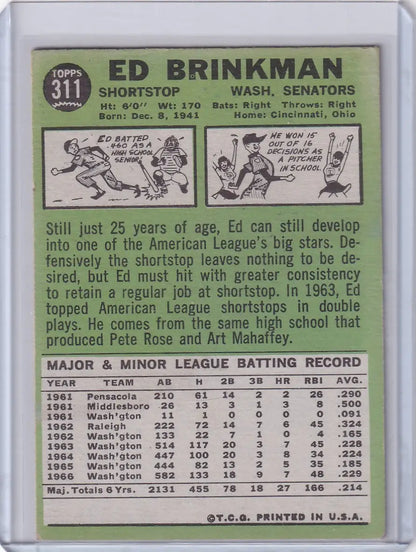 TOPPS
311
ED BRINKMAN
SHORTSTOP WASH. SENATORS
Ht: 6'0" Wt: 170 Bats: Right Throws: Right
Born: Dec. 8, 1941 Home: Cincinnati, Ohio
ED BATTED
.460 AS A
HIGH SCHOOL
SENIOR
HE WON 15
OUT OF 16
DECISIONS AS
A PITCHER
IN SCHOOL.
Still just 25 years of age, Ed can still develop
into one of the American League's big stars. De-
fensively the shortstop leaves nothing to be de-
sired, but Ed must hit with greater consistency
to retain a regular job at shortstop. In 1963, Ed
topped American League shortstops in double
plays. He comes from the same high school that
produced Pete Rose and Art Mahaffey.
MAJOR & MINOR LEAGUE BATTING RECORD
YEAR TEAM AB H 2B 3B HR RBI AVG.
1961 Pensacola 210 61 14 2 2 26 .290
1961 Middlesboro 26 13 3 1 3 8 .500
1961 Wash'gton 11 1 0 0 0 0 .091
1962 Raleigh 222 72 14 7 6 45 .324
1962 Wash'gton 133 22 7 1 0 4 .165
1963 Wash'gton 514 117 20 3 7 45 .228
1964 Wash'gton 447 100 20 3 8 34 .224
1965 Wash'gton 444 82 13 2 5 35 .185
1966 Wash'gton 582 133 18 9 7 48 .229
Maj. Totals 6 Yrs. 2131 455 78 18 27 166 .214
©T.C.G. PRINTED IN U.S.A.